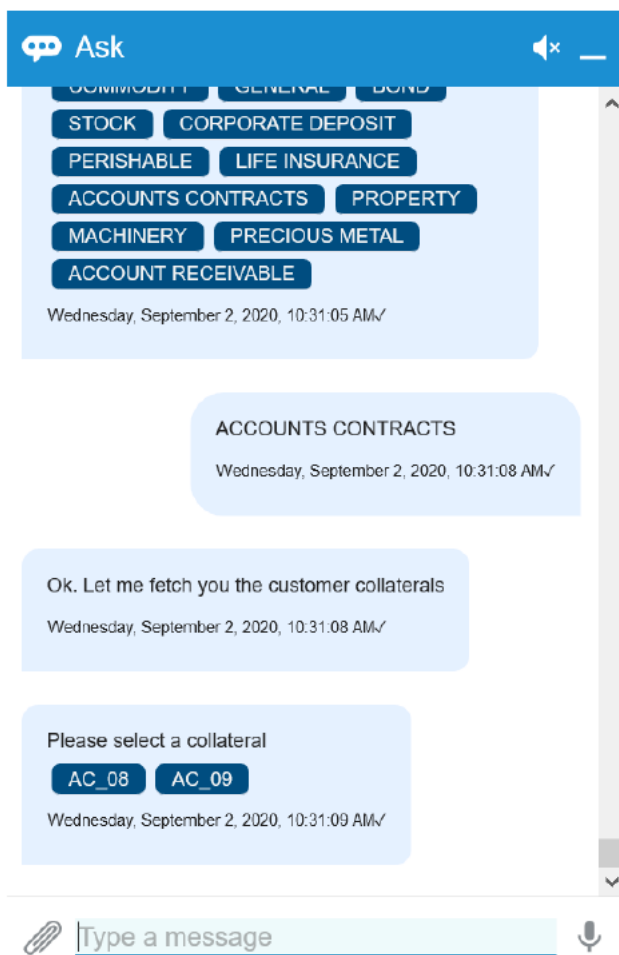 Ask
COMMODITY GENERAL BOND
STOCK CORPORATE DEPOSIT
PERISHABLE LIFE INSURANCE
ACCOUNTS CONTRACTS PROPERTY
MACHINERY PRECIOUS METAL
ACCOUNT RECEIVABLE
Wednesday, September 2, 2020, 10:31:05 AM✓
ACCOUNTS CONTRACTS
Wednesday, September 2, 2020, 10:31:08 AM✓
Ok. Let me fetch you the customer collaterals
Wednesday, September 2, 2020, 10:31:08 AM✓
Please select a collateral
AC_08 AC_09
Wednesday, September 2, 2020, 10:31:09 AM✓
Type a message